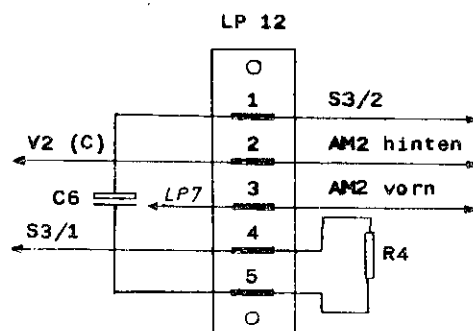 LP 12
1 S3/2
V2 (C) 2 AM2 hinten
C6 LP7 3 AM2 vorn
S3/1 4
R4
5